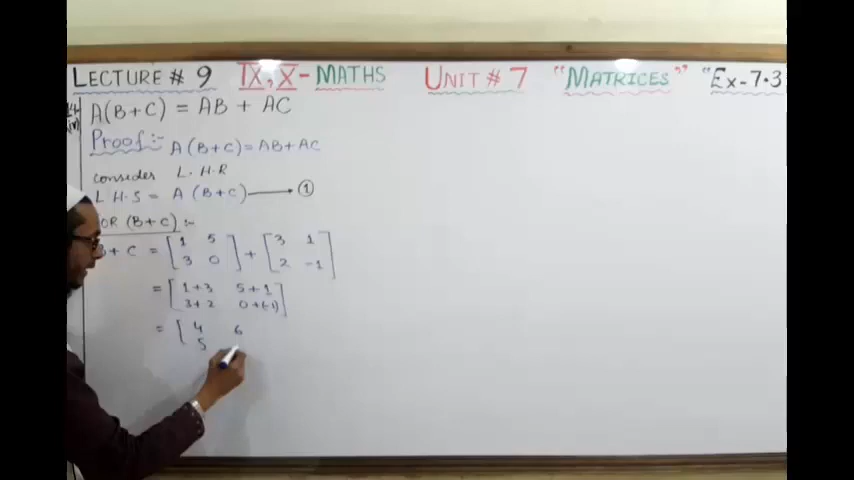 LECTURE # 9 IX, X - MATHS UNIT # 7 "MATRICES" "Ex-7.3
A(B+C) = AB + AC
Proof:- A(B+C) = AB+AC
consider L.H.R
L.H.S = A (B+C) → ①
OR (B+C) :-
+ C = [ 1 5 3 0 ] + [ 3 1 2 -1 ]
= [ 1+3 5+1 3+2 0+(-1) ]
= [ 4 6 5